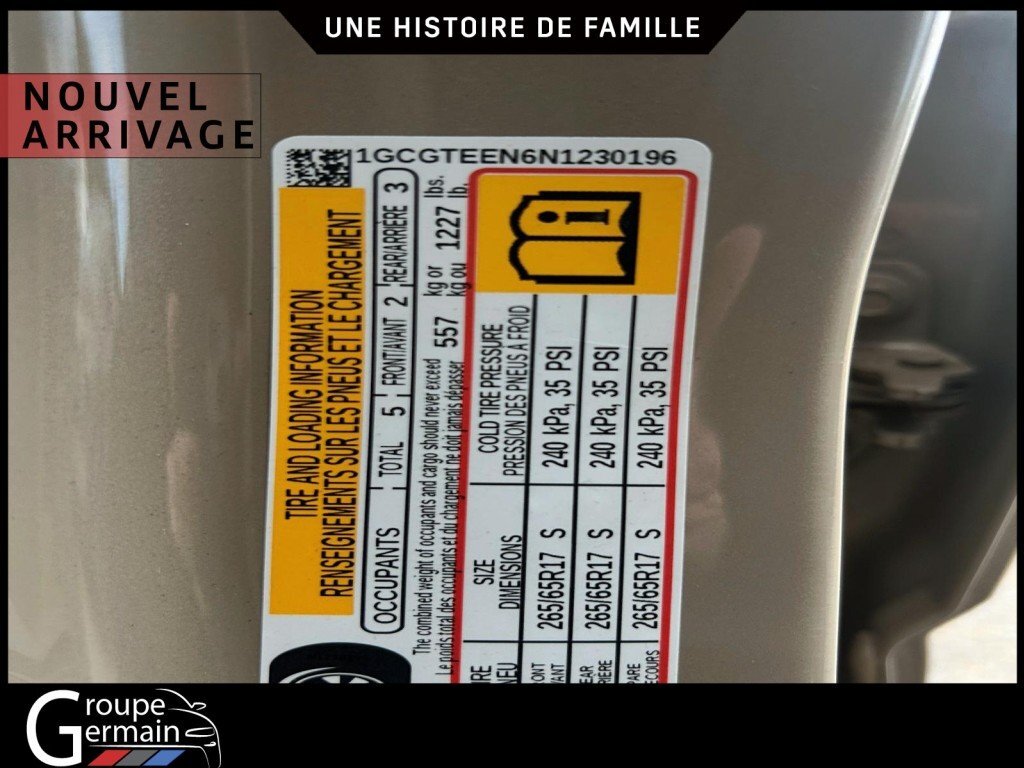 UNE HISTOIRE DE FAMILLE
NOUVEL
ARRIVAGE
1GCGTEEN6N1230196
TIRE AND LOADING INFORMATION
RENSEIGNEMENTS SUR LES PNEUS ET LE CHARGEMENT
OCCUPANTS TOTAL 5 FRONT/AVANT 2 REAR/ARRIÈRE 3
The combined weight of occupants and cargo should never exceed 557 kg or 1227 lbs.
Le poids total des occupants et du chargement ne doit jamais dépasser kg ou lb.
SIZE
DIMENSIONS
COLD TIRE PRESSURE
PRESSION DES PNEUS À FROID
265/65R17 S 240 kPa, 35 PSI
265/65R17 S 240 kPa, 35 PSI
265/65R17 S 240 kPa, 35 PSI
Groupe
Germain